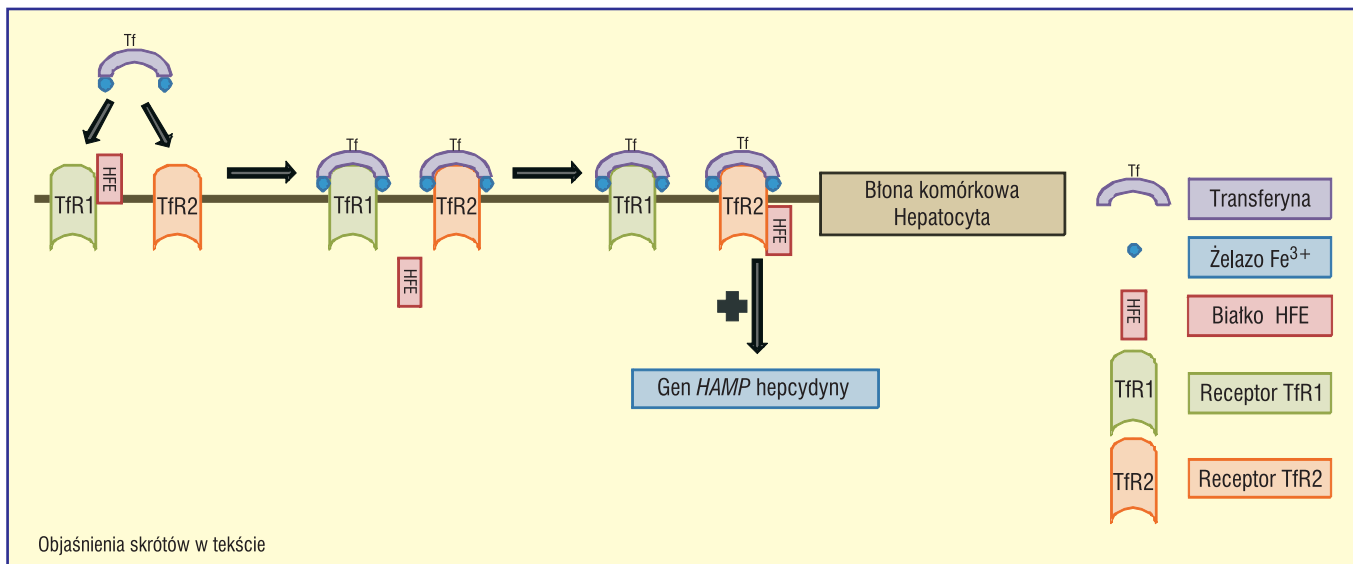 Tf
HFE
TfR1
TfR2
Tf
Tf
TfR1
TfR2
HFE
Tf
Tf
TfR1
TfR2
HFE
Błona komórkowa
Hepatocyta
Gen HAMP hepcydyny
Tf
Transferyna
Żelazo Fe³⁺
HFE
Białko HFE
TfR1
Receptor TfR1
TfR2
Receptor TfR2
Objaśnienia skrótów w tekście